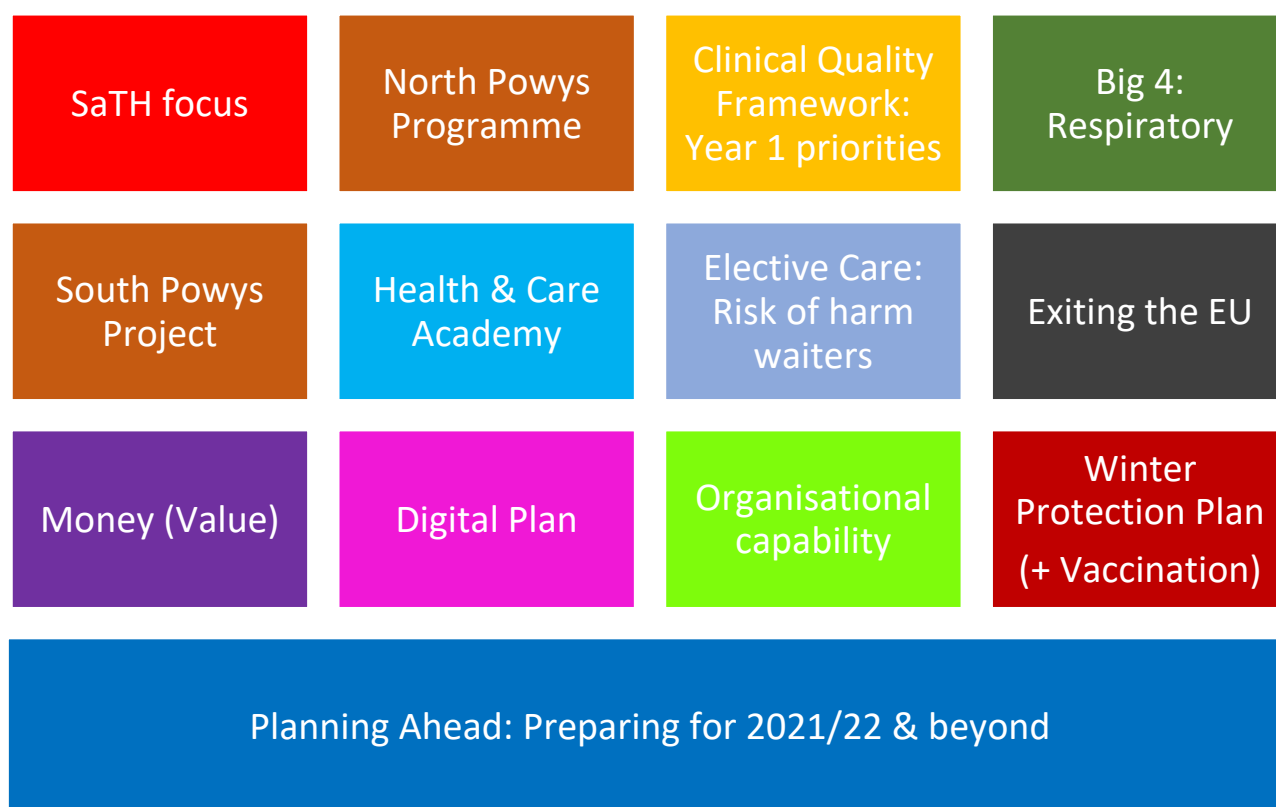 SaTH focus
North Powys
Programme
Clinical Quality
Framework:
Year 1 priorities
Big 4:
Respiratory
South Powys
Project
Health & Care
Academy
Elective Care:
Risk of harm
waiters
Exiting the EU
Money (Value)
Digital Plan
Organisational
capability
Winter
Protection Plan
(+ Vaccination)
Planning Ahead: Preparing for 2021/22 & beyond